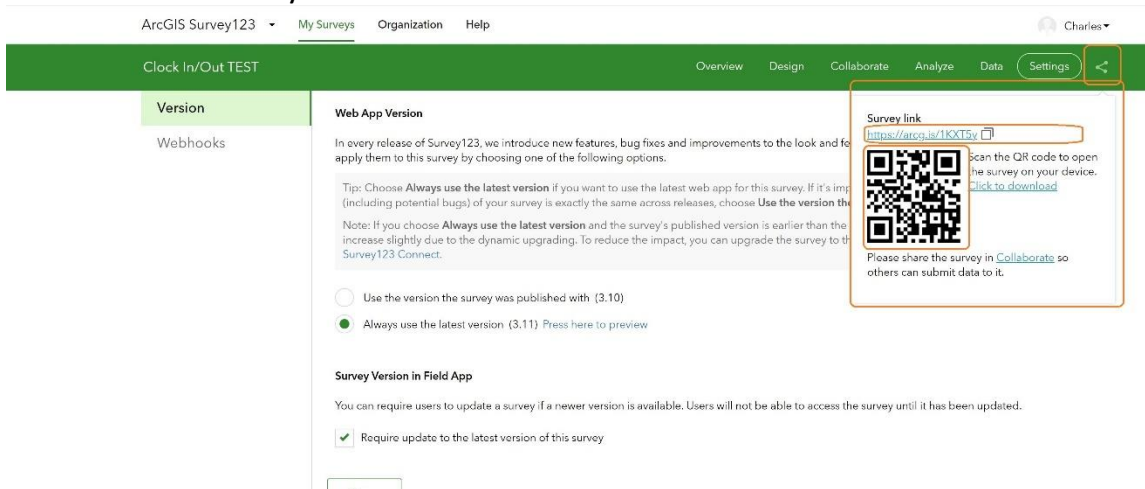 ArcGIS Survey123
My Surveys
Organization
Help
Charles
Clock In/Out TEST
Overview
Design
Collaborate
Analyze
Data
Settings
Version
Webhooks
Web App Version
In every release of Survey123, we introduce new features, bug fixes and improvements to the look and fe
apply them to this survey by choosing one of the following options.
Tip: Choose Always use the latest version if you want to use the latest web app for this survey. If it's imp
(including potential bugs) of your survey is exactly the same across releases, choose Use the version the
Note: If you choose Always use the latest version and the survey's published version is earlier than the
increase slightly due to the dynamic upgrading. To reduce the impact, you can upgrade the survey to th
Survey123 Connect.
Use the version the survey was published with (3.10)
Always use the latest version (3.11) Press here to preview
Survey Version in Field App
You can require users to update a survey if a newer version is available. Users will not be able to access the survey until it has been updated.
Require update to the latest version of this survey
Survey link
https://arcg.is/1KXT5y
Scan the QR code to open
the survey on your device.
Click to download
Please share the survey in Collaborate so
others can submit data to it.